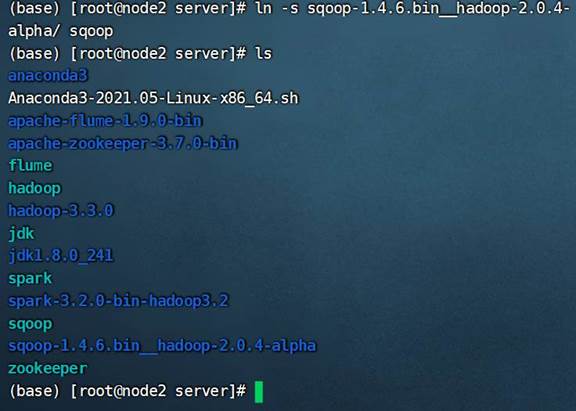 (base) [root@node2 server]# ln -s sqoop-1.4.6.bin__hadoop-2.0.4-
alpha/ sqoop
(base) [root@node2 server]# ls
anaconda3
Anaconda3-2021.05-Linux-x86_64.sh
apache-flume-1.9.0-bin
apache-zookeeper-3.7.0-bin
flume
hadoop
hadoop-3.3.0
jdk
jdk1.8.0_241
spark
spark-3.2.0-bin-hadoop3.2
sqoop
sqoop-1.4.6.bin__hadoop-2.0.4-alpha
zookeeper
(base) [root@node2 server]#